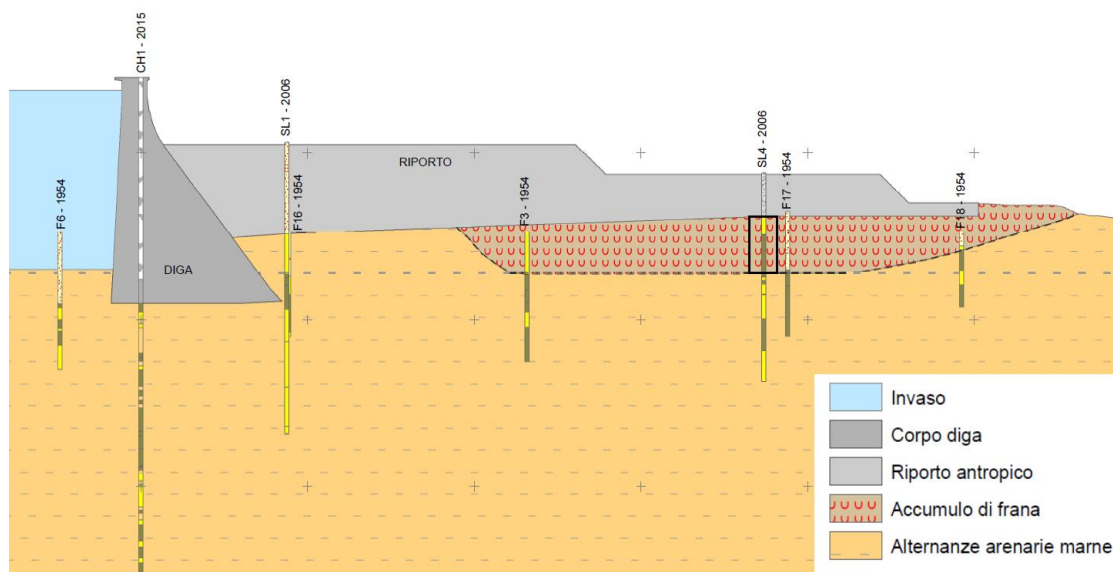 CH1 - 2015
SL1 - 2006
RIPORTO
SL4 - 2006
F17 - 1954
F6 - 1954
F16 - 1954
F3 - 1954
F18 - 1954
DIGA
Invaso
Corpo diga
Riporto antropico
Accumulo di frana
Alternanze arenarie marne